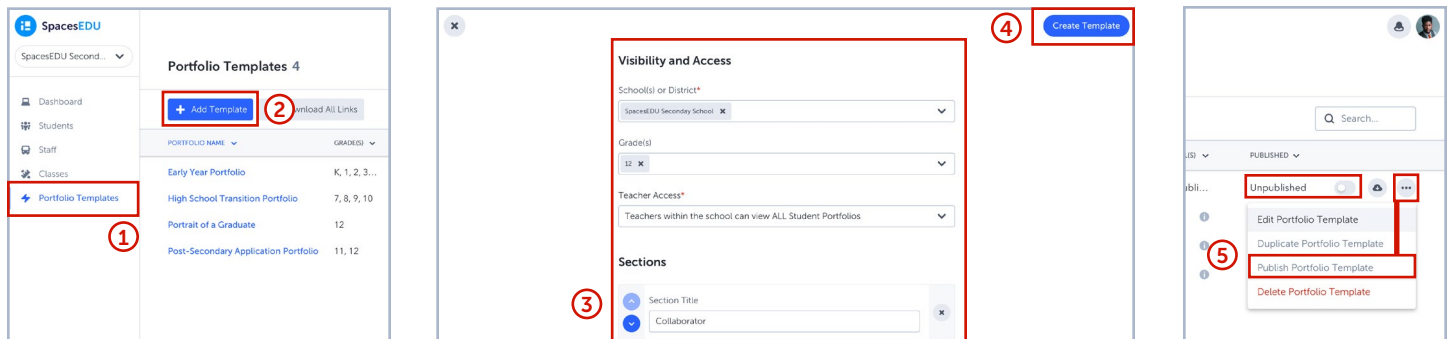 SpacesEDU
SpacesEDU Second...
Dashboard
Students
Staff
Classes
Portfolio Templates
1
Portfolio Templates 4
+ Add Template
2
All Links
PORTFOLIO NAME
GRADE(S)
Early Year Portfolio
K, 1, 2, 3...
High School Transition Portfolio
7, 8, 9, 10
Portrait of a Graduate
12
Post-Secondary Application Portfolio
11, 12
4
Create Template
Visibility and Access
School(s) or District*
SpacesEDU Seconday School
Grade(s)
12
Teacher Access*
Teachers within the school can view ALL Student Portfolios
Sections
3
Section Title
Collaborator
Search...
PUBLISHED
Unpublished
Edit Portfolio Template
Duplicate Portfolio Template
5
Publish Portfolio Template
Delete Portfolio Template